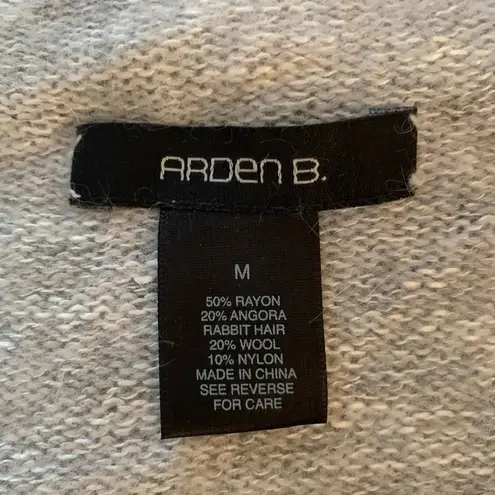 ARDen B.
M
50% RAYON
20% ANGORA
RABBIT HAIR
20% WOOL
10% NYLON
MADE IN CHINA
SEE REVERSE
FOR CARE